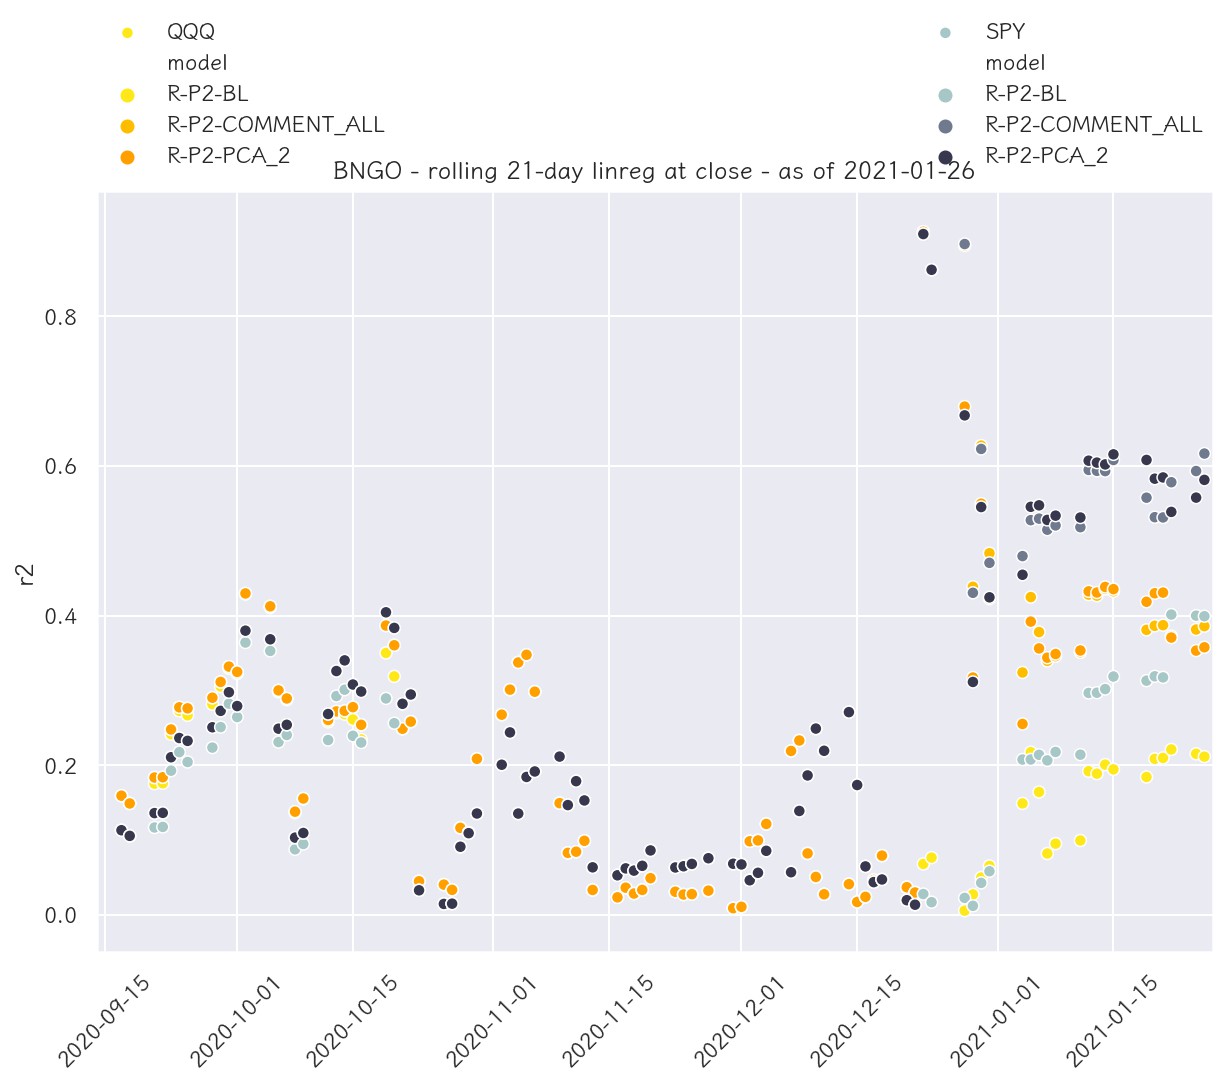 QQQ
model
R-P2-BL
R-P2-COMMENT_ALL
R-P2-PCA_2
SPY
model
R-P2-BL
R-P2-COMMENT_ALL
R-P2-PCA_2
BNGO - rolling 21-day linreg at close - as of 2021-01-26
r2
0.8
0.6
0.4
0.2
0.0
2020-09-15
2020-10-01
2020-10-15
2020-11-01
2020-11-15
2020-12-01
2020-12-15
2021-01-01
2021-01-15